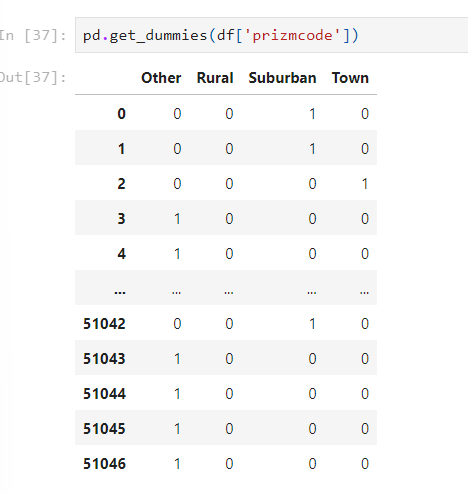 In [37]: pd.get_dummies(df['prizmcode'])
Out[37]:
Other Rural Suburban Town
0 0 0 1 0
1 0 0 1 0
2 0 0 0 1
3 1 0 0 0
4 1 0 0 0
... ... ... ... ...
51042 0 0 1 0
51043 1 0 0 0
51044 1 0 0 0
51045 1 0 0 0
51046 1 0 0 0